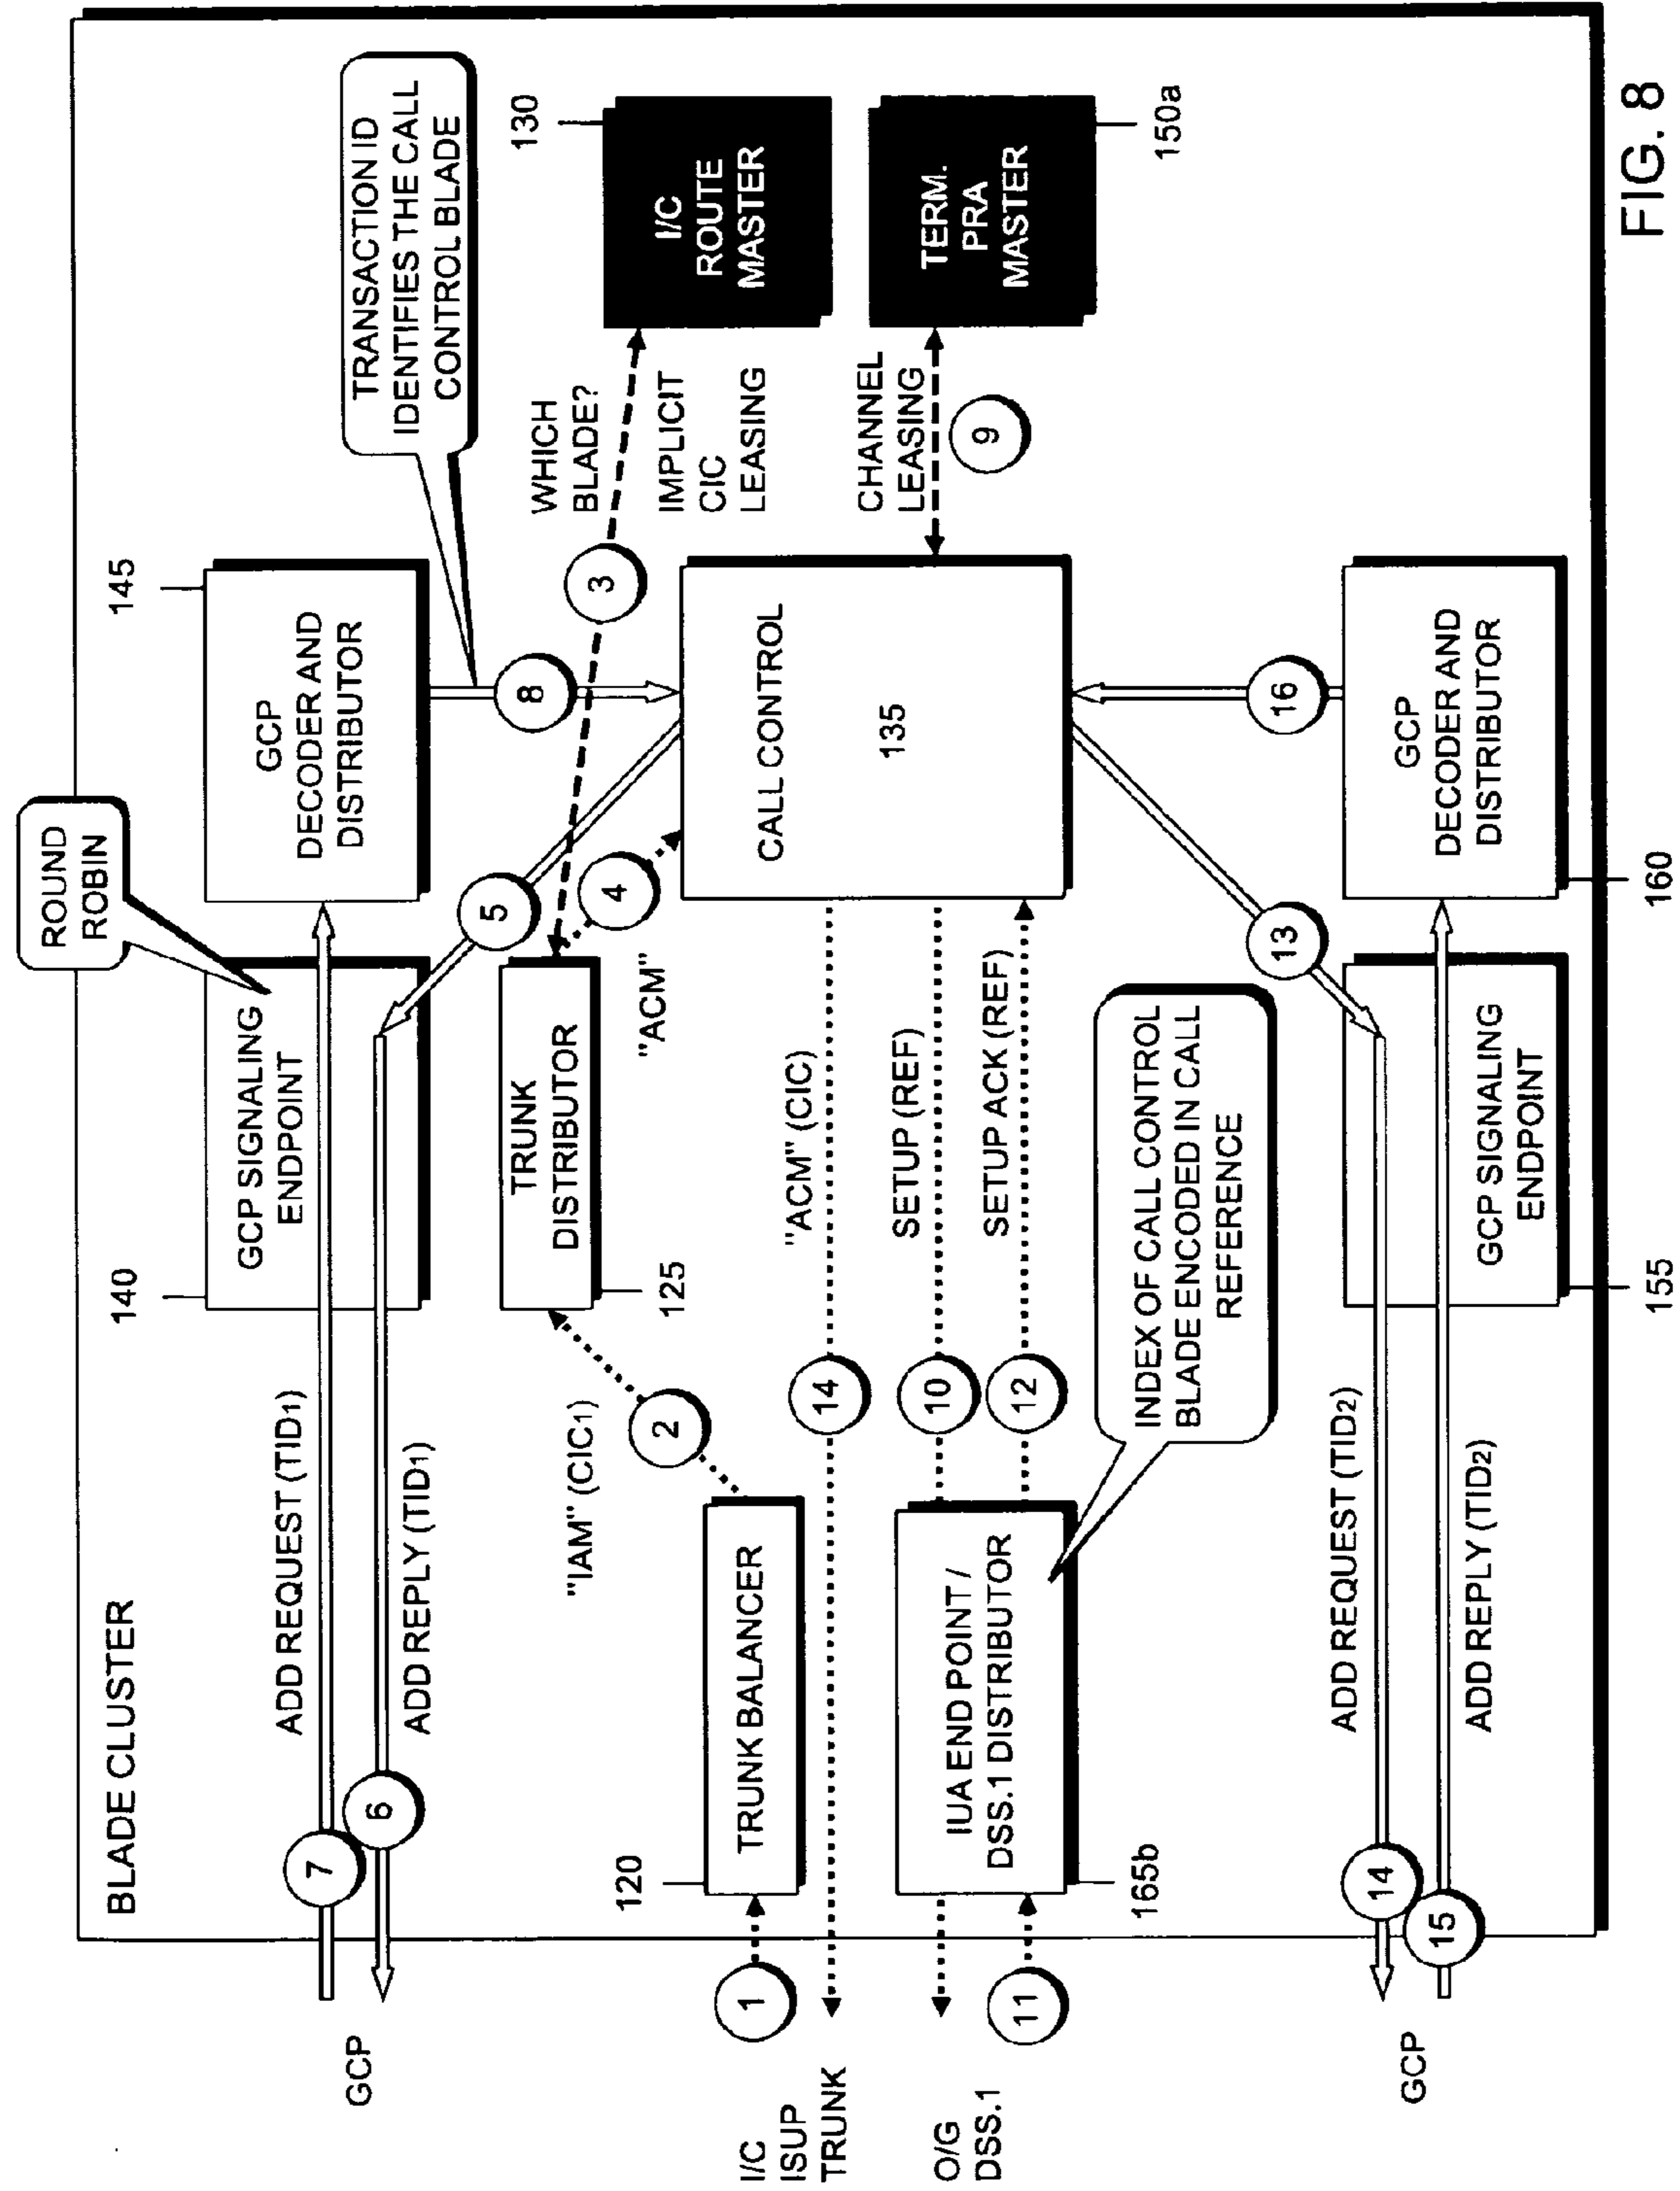 BLADE CLUSTER
ROUND
ROBIN
TRANSACTION ID
IDENTIFIES THE CALL
CONTROL BLADE
GCP
7
6
ADD REQUEST (TID1)
ADD REPLY (TID1)
140
GCP SIGNALING
ENDPOINT
145
GCP
DECODER AND
DISTRIBUTOR
5
8
"IAM" (CIC1)
2
TRUNK
DISTRIBUTOR
125
"ACM"
4
3
WHICH
BLADE?
IMPLICIT
CIC
LEASING
130
I/C
ROUTE
MASTER
I/C
ISUP
TRUNK
1
120
TRUNK BALANCER
14
"ACM" (CIC)
CALL CONTROL
135
CHANNEL
LEASING
9
TERM.
PRA
MASTER
150a
O/G
DSS.1
11
165b
IUA END POINT /
DSS.1 DISTRIBUTOR
10
SETUP (REF)
12
SETUP ACK (REF)
INDEX OF CALL CONTROL
BLADE ENCODED IN CALL
REFERENCE
13
16
GCP
14
15
ADD REQUEST (TID2)
ADD REPLY (TID2)
GCP SIGNALING
ENDPOINT
155
GCP
DECODER AND
DISTRIBUTOR
160
FIG. 8